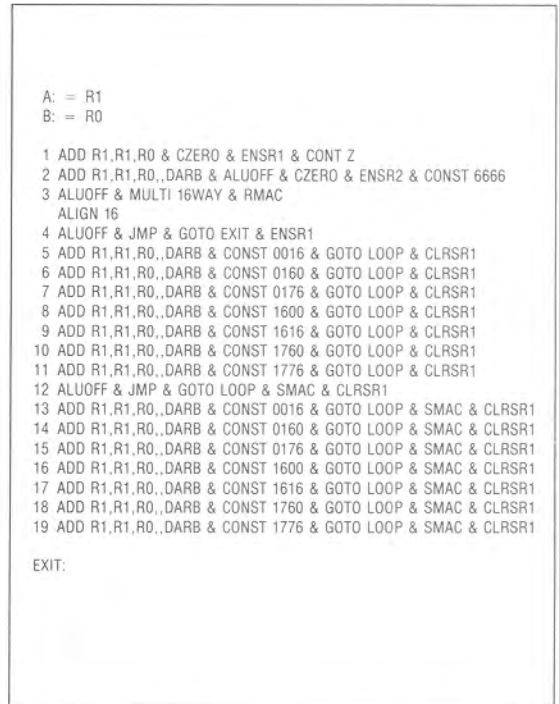 A: = R1
B: = R0
1 ADD R1,R1,R0 & CZERO & ENSR1 & CONT Z
2 ADD R1,R1,R0,,DARB & ALUOFF & CZERO & ENSR2 & CONST 6666
3 ALUOFF & MULTI 16WAY & RMAC
ALIGN 16
4 ALUOFF & JMP & GOTO EXIT & ENSR1
5 ADD R1,R1,R0,,DARB & CONST 0016 & GOTO LOOP & CLRSR1
6 ADD R1,R1,R0,,DARB & CONST 0160 & GOTO LOOP & CLRSR1
7 ADD R1,R1,R0,,DARB & CONST 0176 & GOTO LOOP & CLRSR1
8 ADD R1,R1,R0,,DARB & CONST 1600 & GOTO LOOP & CLRSR1
9 ADD R1,R1,R0,,DARB & CONST 1616 & GOTO LOOP & CLRSR1
10 ADD R1,R1,R0,,DARB & CONST 1760 & GOTO LOOP & CLRSR1
11 ADD R1,R1,R0,,DARB & CONST 1776 & GOTO LOOP & CLRSR1
12 ALUOFF & JMP & GOTO LOOP & SMAC & CLRSR1
13 ADD R1,R1,R0,,DARB & CONST 0016 & GOTO LOOP & SMAC & CLRSR1
14 ADD R1,R1,R0,,DARB & CONST 0160 & GOTO LOOP & SMAC & CLRSR1
15 ADD R1,R1,R0,,DARB & CONST 0176 & GOTO LOOP & SMAC & CLRSR1
16 ADD R1,R1,R0,,DARB & CONST 1600 & GOTO LOOP & SMAC & CLRSR1
17 ADD R1,R1,R0,,DARB & CONST 1616 & GOTO LOOP & SMAC & CLRSR1
18 ADD R1,R1,R0,,DARB & CONST 1760 & GOTO LOOP & SMAC & CLRSR1
19 ADD R1,R1,R0,,DARB & CONST 1776 & GOTO LOOP & SMAC & CLRSR1
EXIT: